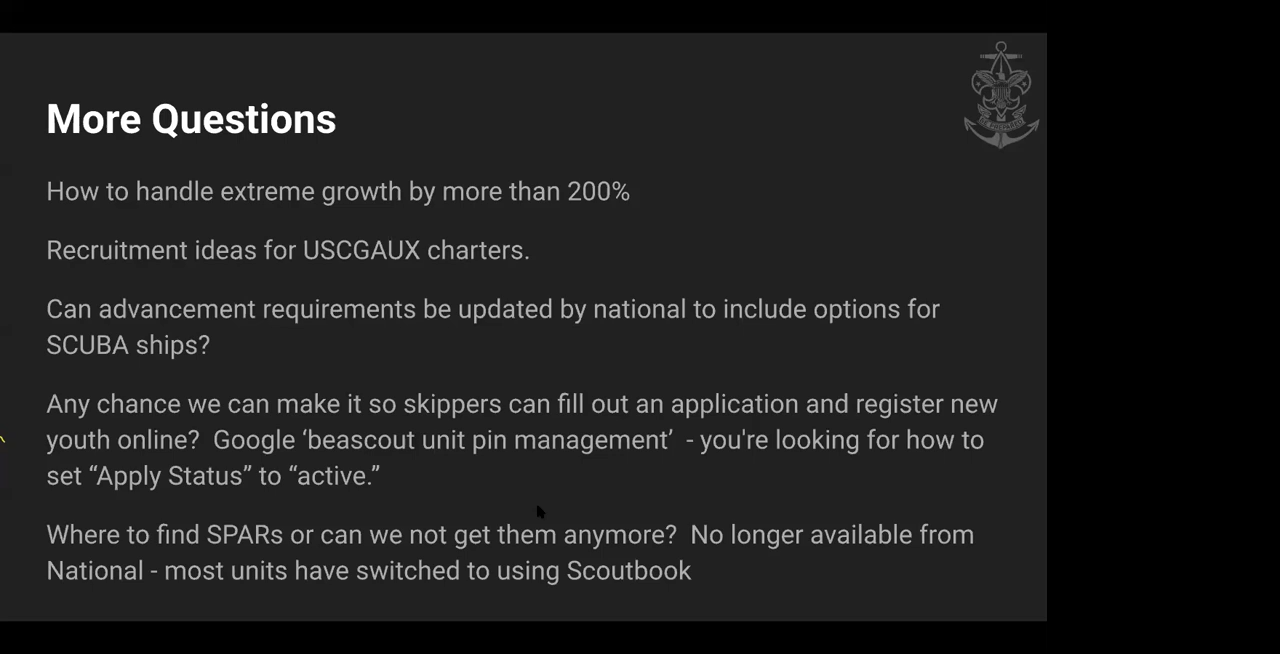 More Questions
How to handle extreme growth by more than 200%
Recruitment ideas for USCGAUX charters.
Can advancement requirements be updated by national to include options for
SCUBA ships?
Any chance we can make it so skippers can fill out an application and register new
youth online?  Google ‘beascout unit pin management’  - you're looking for how to
set “Apply Status” to “active.”
Where to find SPARs or can we not get them anymore?  No longer available from
National - most units have switched to using Scoutbook